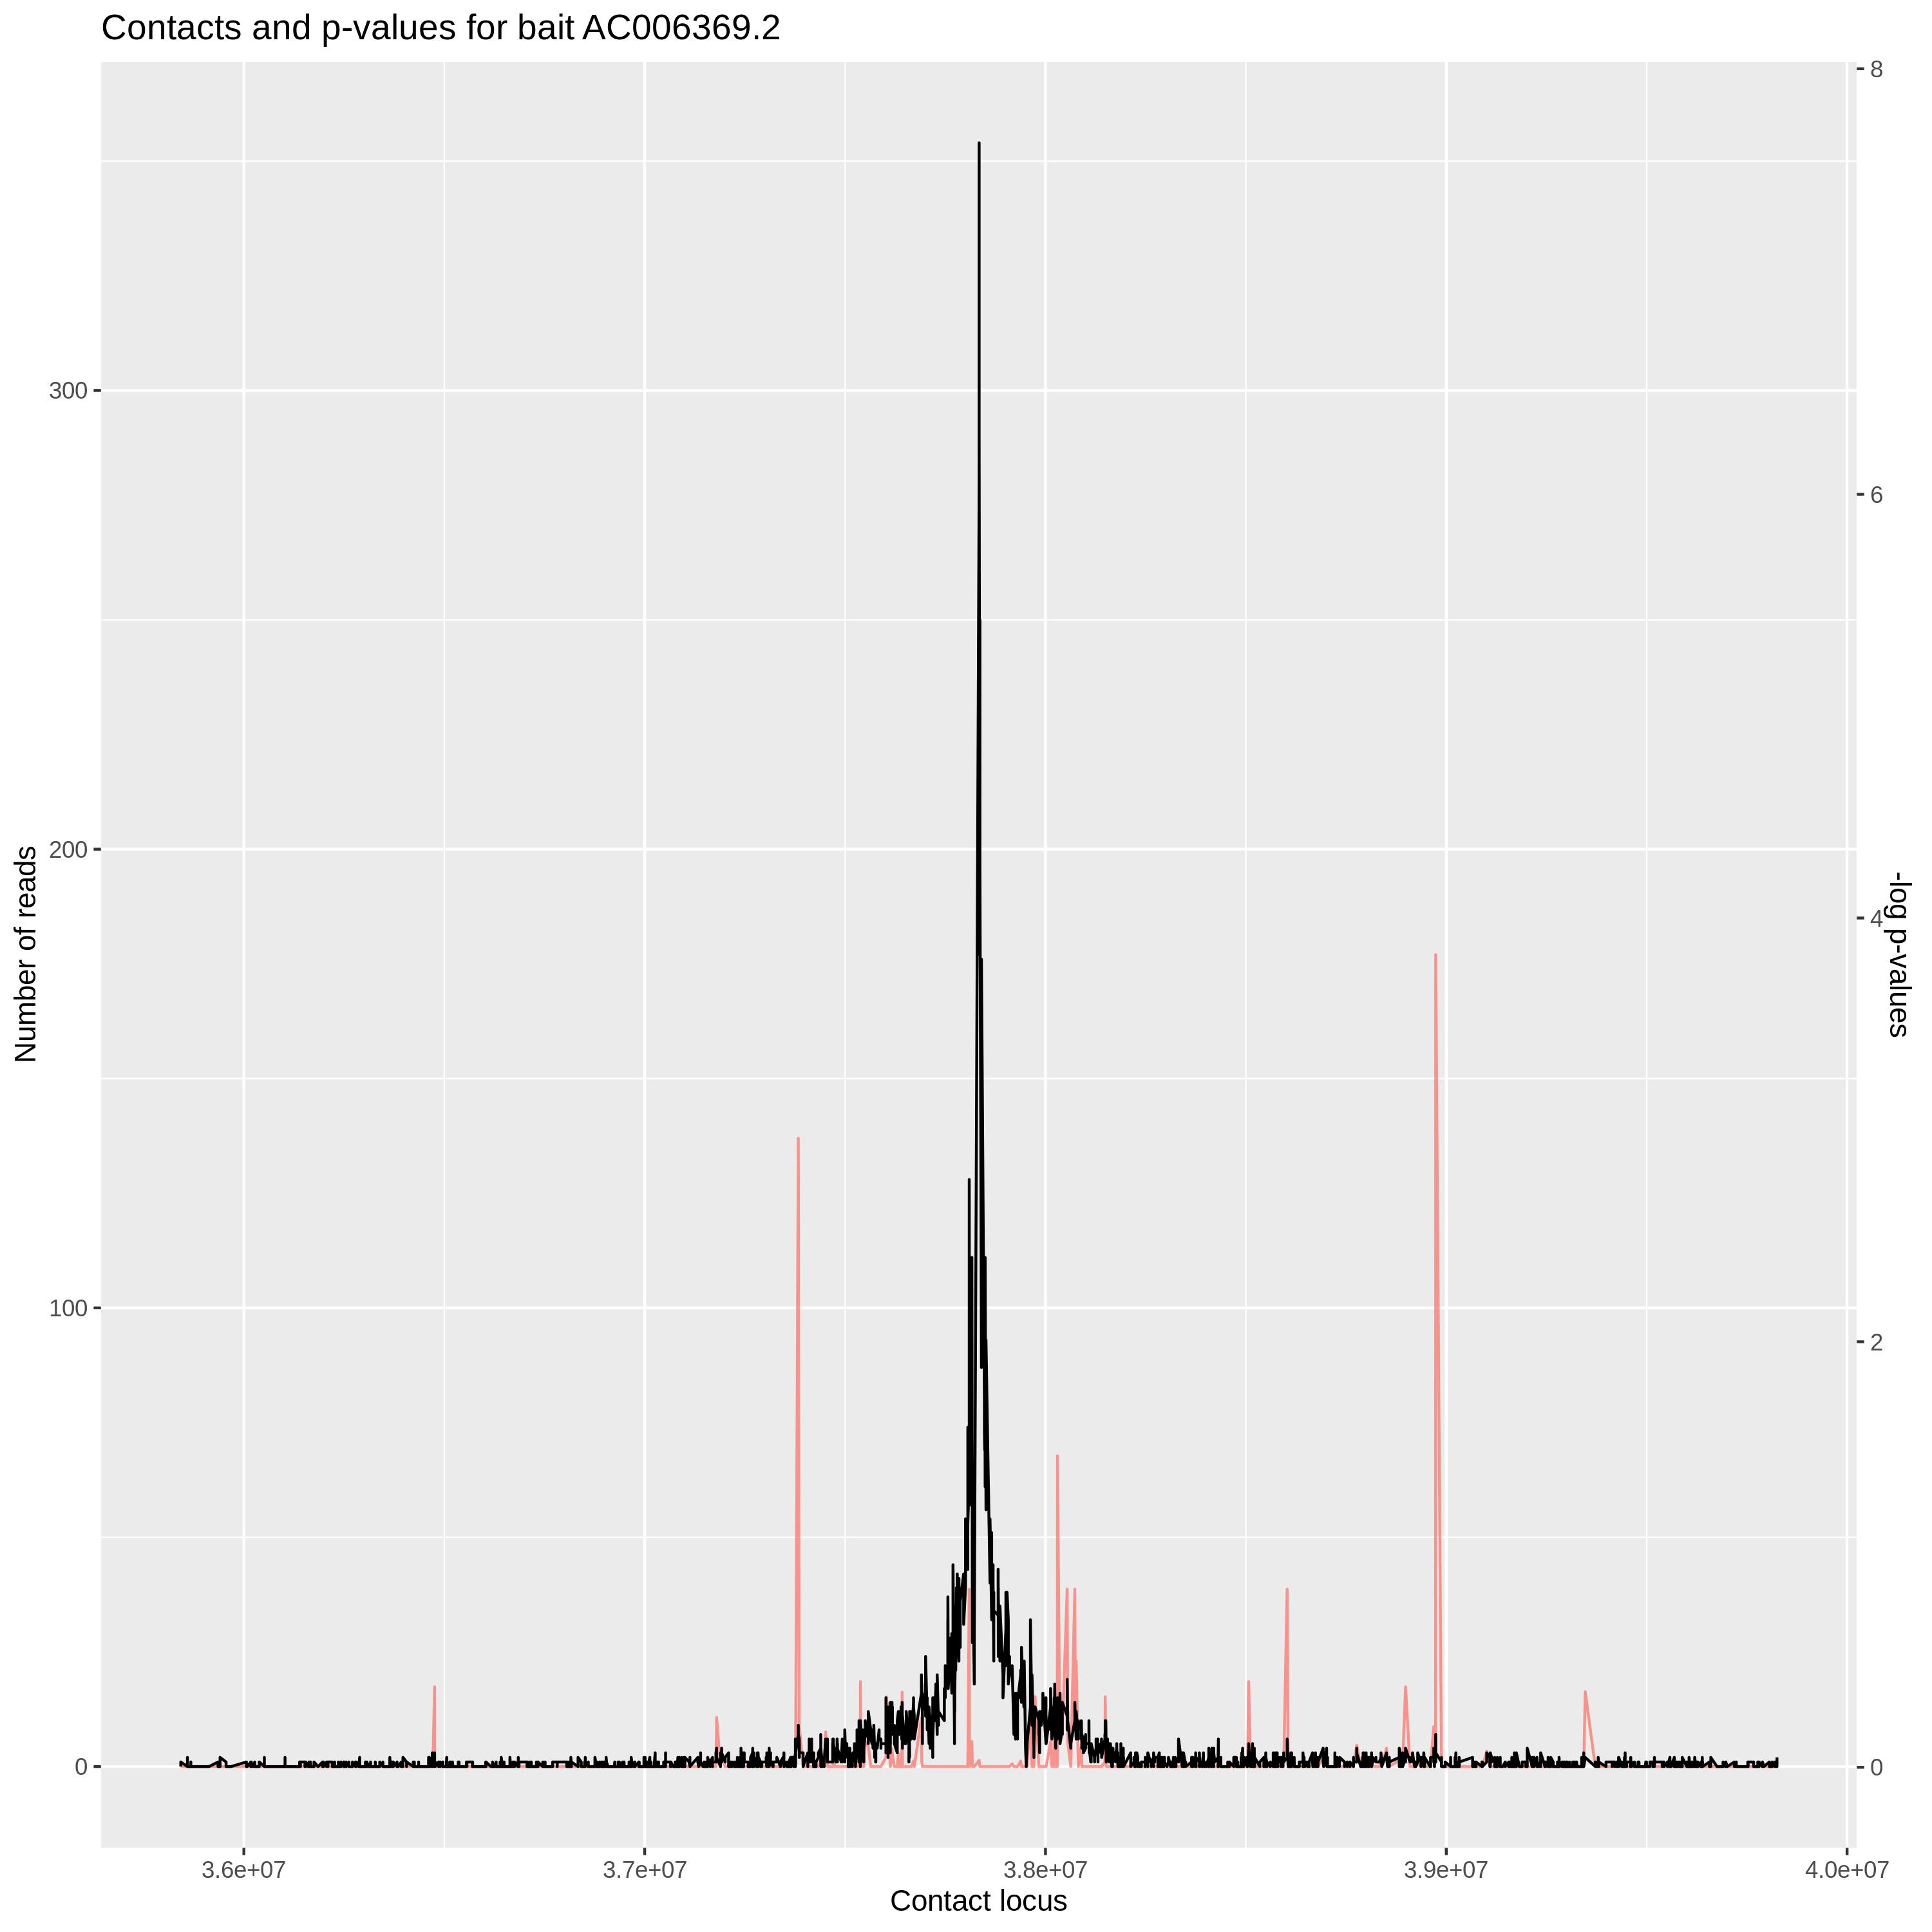 Contacts and p-values for bait AC006369.2
8
300
6
200
4
100
2
0
0
Number of reads
-log p-values
3.6e+07
3.7e+07
3.8e+07
3.9e+07
4.0e+07
Contact locus